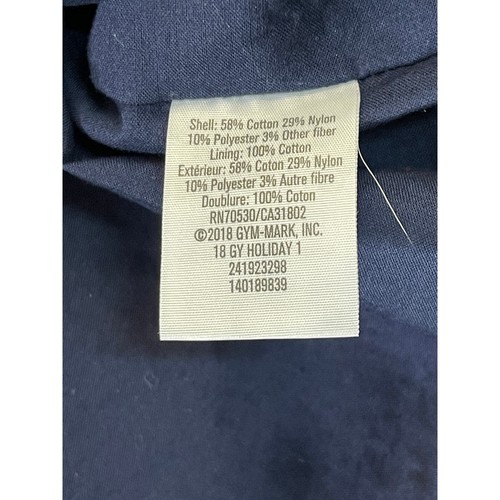 Shell: 58% Cotton 29% Nylon
10% Polyester 3% Other fiber
Lining: 100% Cotton
Extérieur: 58% Coton 29% Nylon
10% Polyester 3% Autre fibre
Doublure: 100% Coton
RN70530/CA31802
©2018 GYM-MARK, INC.
18 GY HOLIDAY 1
241923298
140189839